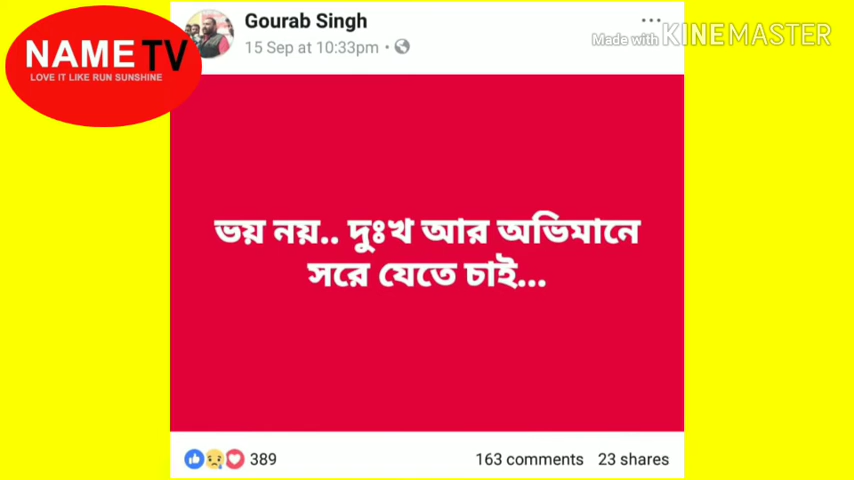 NAME TV
LOVE IT LIKE RUN SUNSHINE
Gourab Singh
15 Sep at 10:33pm
Made with KINEMASTER
ভয় নয়.. দুঃখ আর অভিমানে
সরে যেতে চাই...
389
163 comments 23 shares